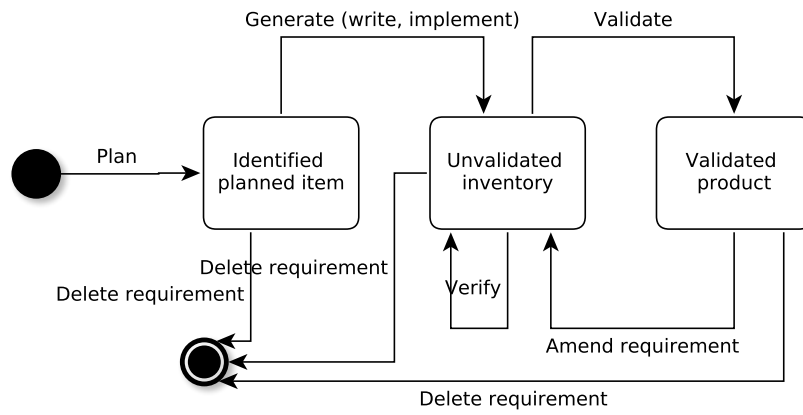 Generate (write, implement)
Validate
Plan
Identified
planned item
Unvalidated
inventory
Validated
product
Delete requirement
Delete requirement
Verify
Amend requirement
Delete requirement